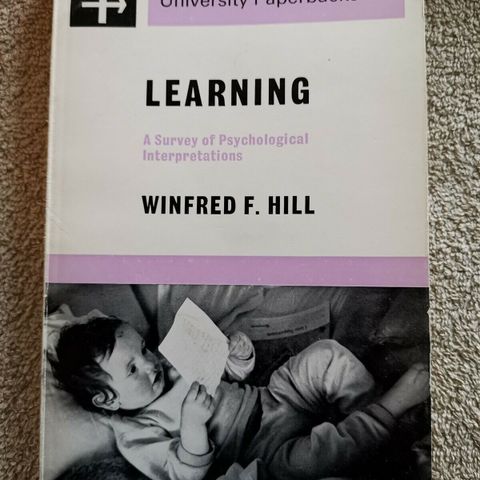 University Paperbacks
LEARNING
A Survey of Psychological
Interpretations
WINFRED F. HILL